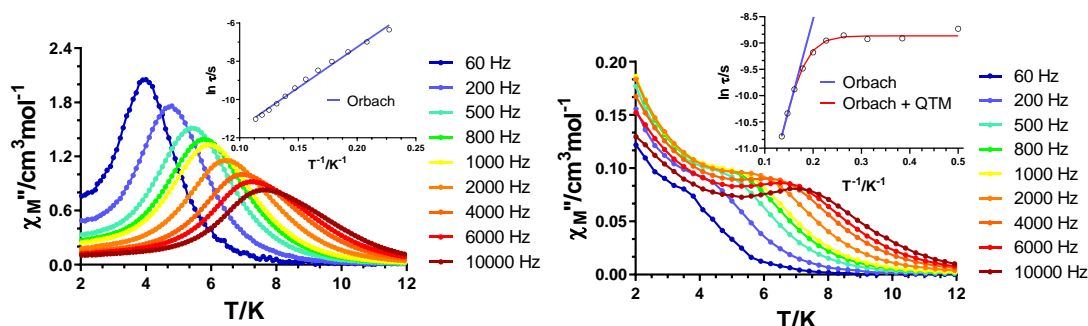 χM''/cm3mol-1
2.4
1.8
1.2
0.6
0.0
2
4
6
8
10
12
T/K
ln τ/s
-6
-8
-10
-12
0.10
0.15
0.20
0.25
T-1/K-1
Orbach
60 Hz
200 Hz
500 Hz
800 Hz
1000 Hz
2000 Hz
4000 Hz
6000 Hz
10000 Hz
χM''/cm3mol-1
0.20
0.15
0.10
0.05
0.00
2
4
6
8
10
12
T/K
ln τ/s
-8.5
-9.0
-9.5
-10.0
-10.5
-11.0
0.1
0.2
0.3
0.4
0.5
T-1/K-1
Orbach
Orbach + QTM
60 Hz
200 Hz
500 Hz
800 Hz
1000 Hz
2000 Hz
4000 Hz
6000 Hz
10000 Hz